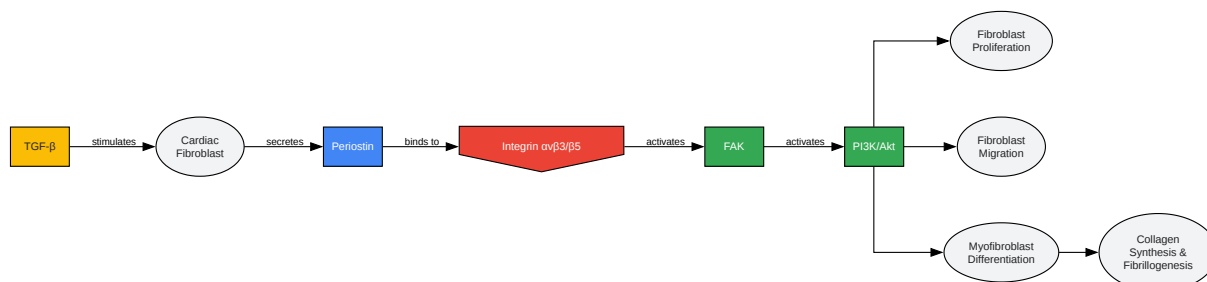 Fibroblast
Proliferation
TGF-β
stimulates
Cardiac
Fibroblast
secretes
Periostin
binds to
Integrin αvβ3/β5
activates
FAK
activates
PI3K/Akt
Fibroblast
Migration
Myofibroblast
Differentiation
Collagen
Synthesis &
Fibrillogenesis